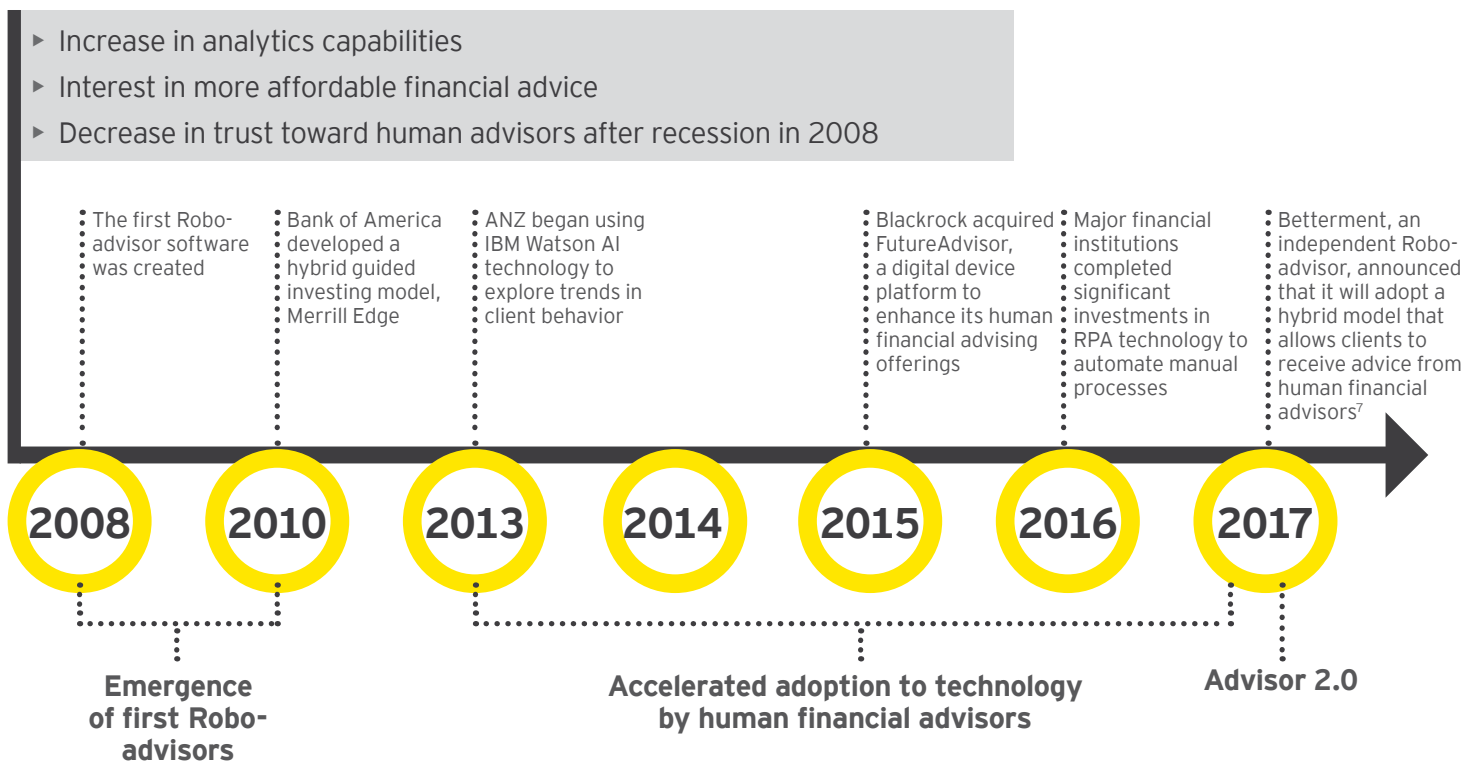 ▸ Increase in analytics capabilities
▸ Interest in more affordable financial advice
▸ Decrease in trust toward human advisors after recession in 2008
The first Robo-
advisor software
was created
Bank of America
developed a
hybrid guided
investing model,
Merrill Edge
ANZ began using
IBM Watson AI
technology to
explore trends in
client behavior
Blackrock acquired
FutureAdvisor,
a digital device
platform to
enhance its human
financial advising
offerings
Major financial
institutions
completed
significant
investments in
RPA technology to
automate manual
processes
Betterment, an
independent Robo-
advisor, announced
that it will adopt a
hybrid model that
allows clients to
receive advice from
human financial
advisors⁷
2008
2010
2013
2014
2015
2016
2017
Emergence
of first Robo-
advisors
Accelerated adoption to technology
by human financial advisors
Advisor 2.0